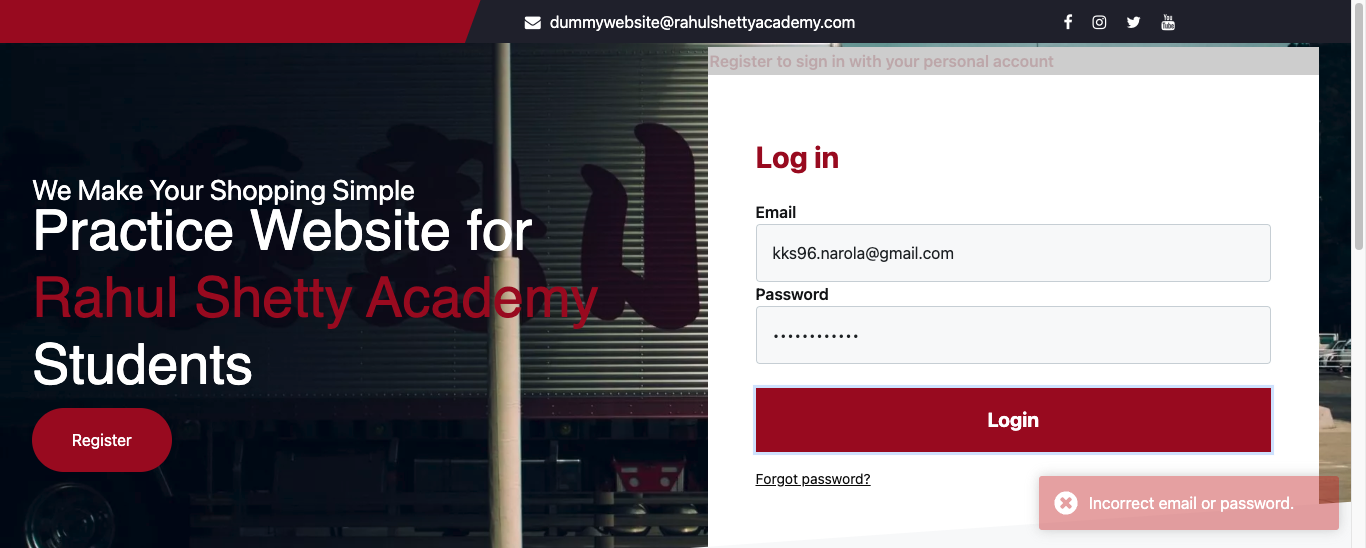 dummywebsite@rahulshettyacademy.com
Register to sign in with your personal account
We Make Your Shopping Simple
Practice Website for
Rahul Shetty Academy
Students
Register
Log in
Email
kks96.narola@gmail.com
Password
••••••••••••
Login
Forgot password?
Incorrect email or password.